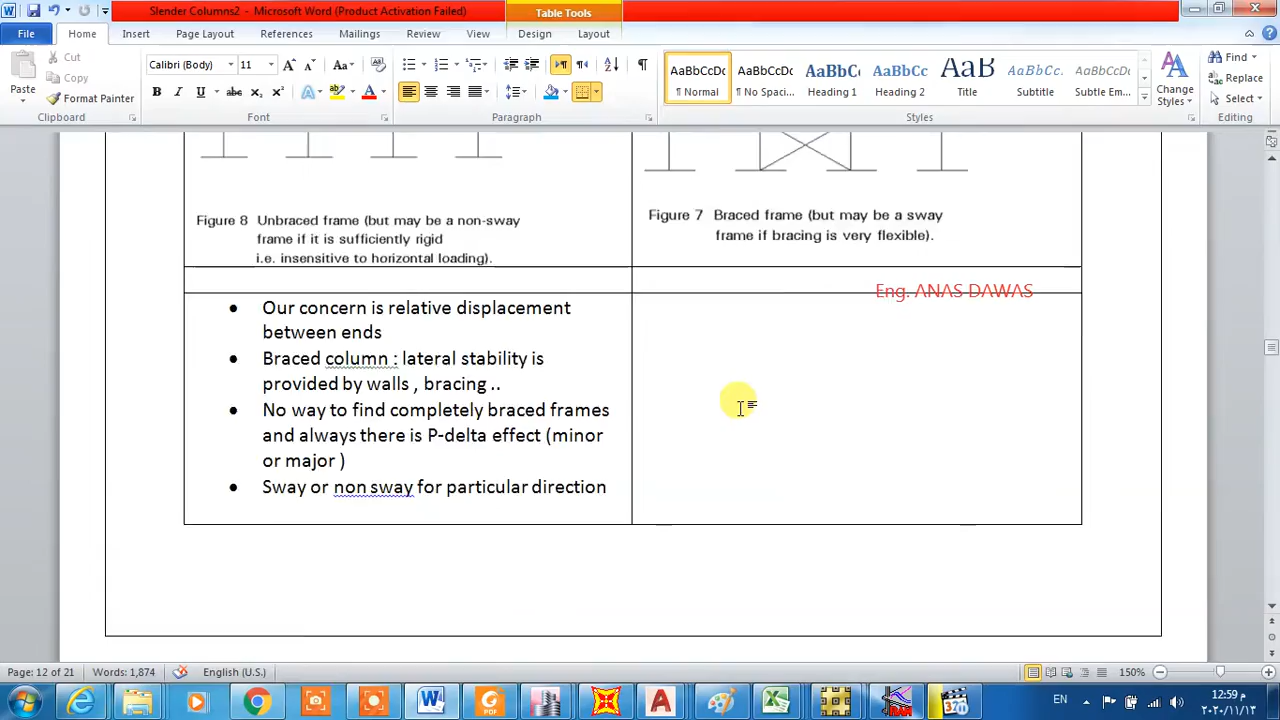 Slender Columns2 - Microsoft Word (Product Activation Failed)
Table Tools
File
Home
Insert
Page Layout
References
Mailings
Review
View
Design
Layout
Paste
Cut
Copy
Format Painter
Clipboard
Calibri (Body)
11
Font
Paragraph
AaBbCcDc
¶ Normal
AaBbCcDc
¶ No Spaci...
AaBbCc
Heading 1
AaBbCc
Heading 2
AaB
Title
AaBbCc.
Subtitle
AaBbCcDc
Subtle Em...
Styles
Change
Styles
Find
Replace
Select
Editing
Figure 8 Unbraced frame (but may be a non-sway
frame if it is sufficiently rigid
i.e. insensitive to horizontal loading).
Figure 7 Braced frame (but may be a sway
frame if bracing is very flexible).
Eng. ANAS DAWAS
• Our concern is relative displacement
between ends
• Braced column : lateral stability is
provided by walls , bracing ..
• No way to find completely braced frames
and always there is P-delta effect (minor
or major )
• Sway or non sway for particular direction
Page: 12 of 21
Words: 1,874
English (U.S.)
150%
EN
12:59 م
٢٠٢٠/١١/١٣